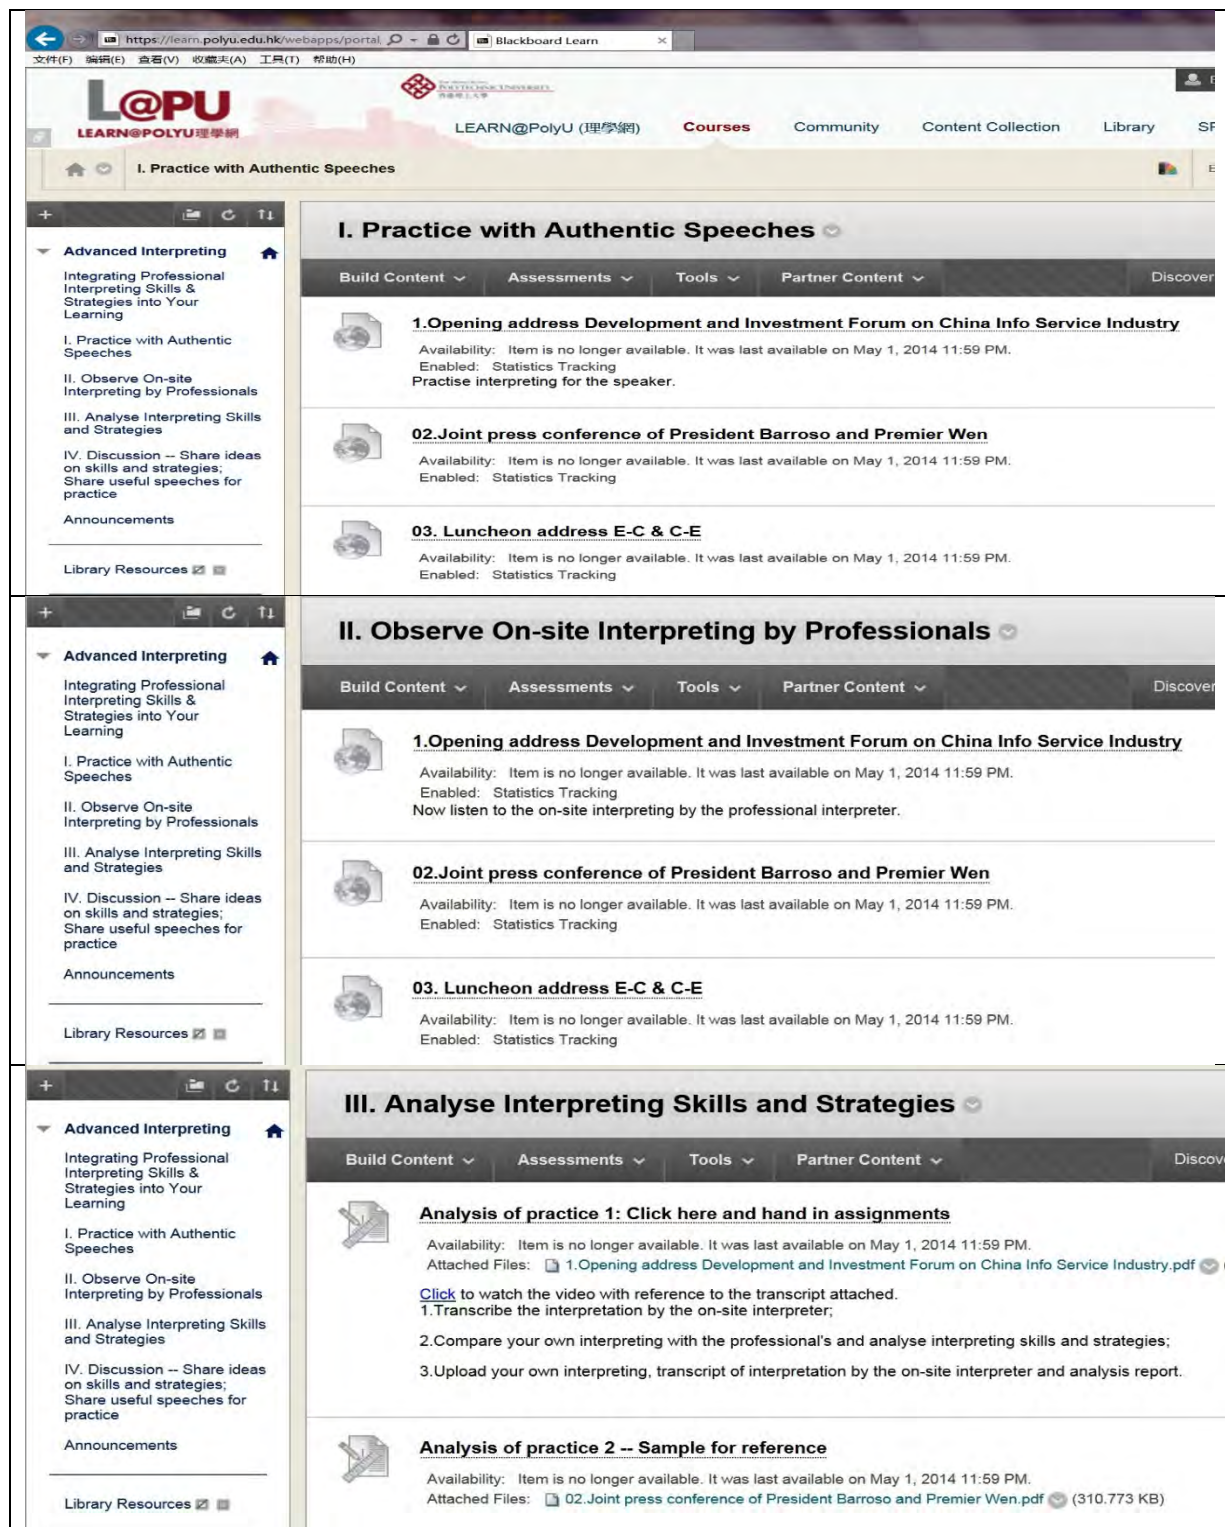 https://learn.polyu.edu.hk/webapps/portal, Blackboard Learn
文件(F) 编辑(E) 查看(V) 收藏夹(A) 工具(T) 帮助(H)
L@PU
LEARN@POLYU理學網
LEARN@PolyU (理學網) Courses Community Content Collection Library
I. Practice with Authentic Speeches
Advanced Interpreting
Integrating Professional
Interpreting Skills &
Strategies into Your
Learning
I. Practice with Authentic
Speeches
II. Observe On-site
Interpreting by Professionals
III. Analyse Interpreting Skills
and Strategies
IV. Discussion -- Share ideas
on skills and strategies;
Share useful speeches for
practice
Announcements
Library Resources
I. Practice with Authentic Speeches
Build Content Assessments Tools Partner Content Discover
1.Opening address Development and Investment Forum on China Info Service Industry
Availability: Item is no longer available. It was last available on May 1, 2014 11:59 PM.
Enabled: Statistics Tracking
Practise interpreting for the speaker.
02.Joint press conference of President Barroso and Premier Wen
Availability: Item is no longer available. It was last available on May 1, 2014 11:59 PM.
Enabled: Statistics Tracking
03. Luncheon address E-C & C-E
Availability: Item is no longer available. It was last available on May 1, 2014 11:59 PM.
Enabled: Statistics Tracking
Advanced Interpreting
Integrating Professional
Interpreting Skills &
Strategies into Your
Learning
I. Practice with Authentic
Speeches
II. Observe On-site
Interpreting by Professionals
III. Analyse Interpreting Skills
and Strategies
IV. Discussion -- Share ideas
on skills and strategies;
Share useful speeches for
practice
Announcements
Library Resources
II. Observe On-site Interpreting by Professionals
Build Content Assessments Tools Partner Content Discover
1.Opening address Development and Investment Forum on China Info Service Industry
Availability: Item is no longer available. It was last available on May 1, 2014 11:59 PM.
Enabled: Statistics Tracking
Now listen to the on-site interpreting by the professional interpreter.
02.Joint press conference of President Barroso and Premier Wen
Availability: Item is no longer available. It was last available on May 1, 2014 11:59 PM.
Enabled: Statistics Tracking
03. Luncheon address E-C & C-E
Availability: Item is no longer available. It was last available on May 1, 2014 11:59 PM.
Enabled: Statistics Tracking
Advanced Interpreting
Integrating Professional
Interpreting Skills &
Strategies into Your
Learning
I. Practice with Authentic
Speeches
II. Observe On-site
Interpreting by Professionals
III. Analyse Interpreting Skills
and Strategies
IV. Discussion -- Share ideas
on skills and strategies;
Share useful speeches for
practice
Announcements
Library Resources
III. Analyse Interpreting Skills and Strategies
Build Content Assessments Tools Partner Content Discove
Analysis of practice 1: Click here and hand in assignments
Availability: Item is no longer available. It was last available on May 1, 2014 11:59 PM.
Attached Files: 1.Opening address Development and Investment Forum on China Info Service Industry.pdf (
Click to watch the video with reference to the transcript attached.
1.Transcribe the interpretation by the on-site interpreter;
2.Compare your own interpreting with the professional's and analyse interpreting skills and strategies;
3.Upload your own interpreting, transcript of interpretation by the on-site interpreter and analysis report.
Analysis of practice 2 -- Sample for reference
Availability: Item is no longer available. It was last available on May 1, 2014 11:59 PM.
Attached Files: 02.Joint press conference of President Barroso and Premier Wen.pdf (310.773 KB)